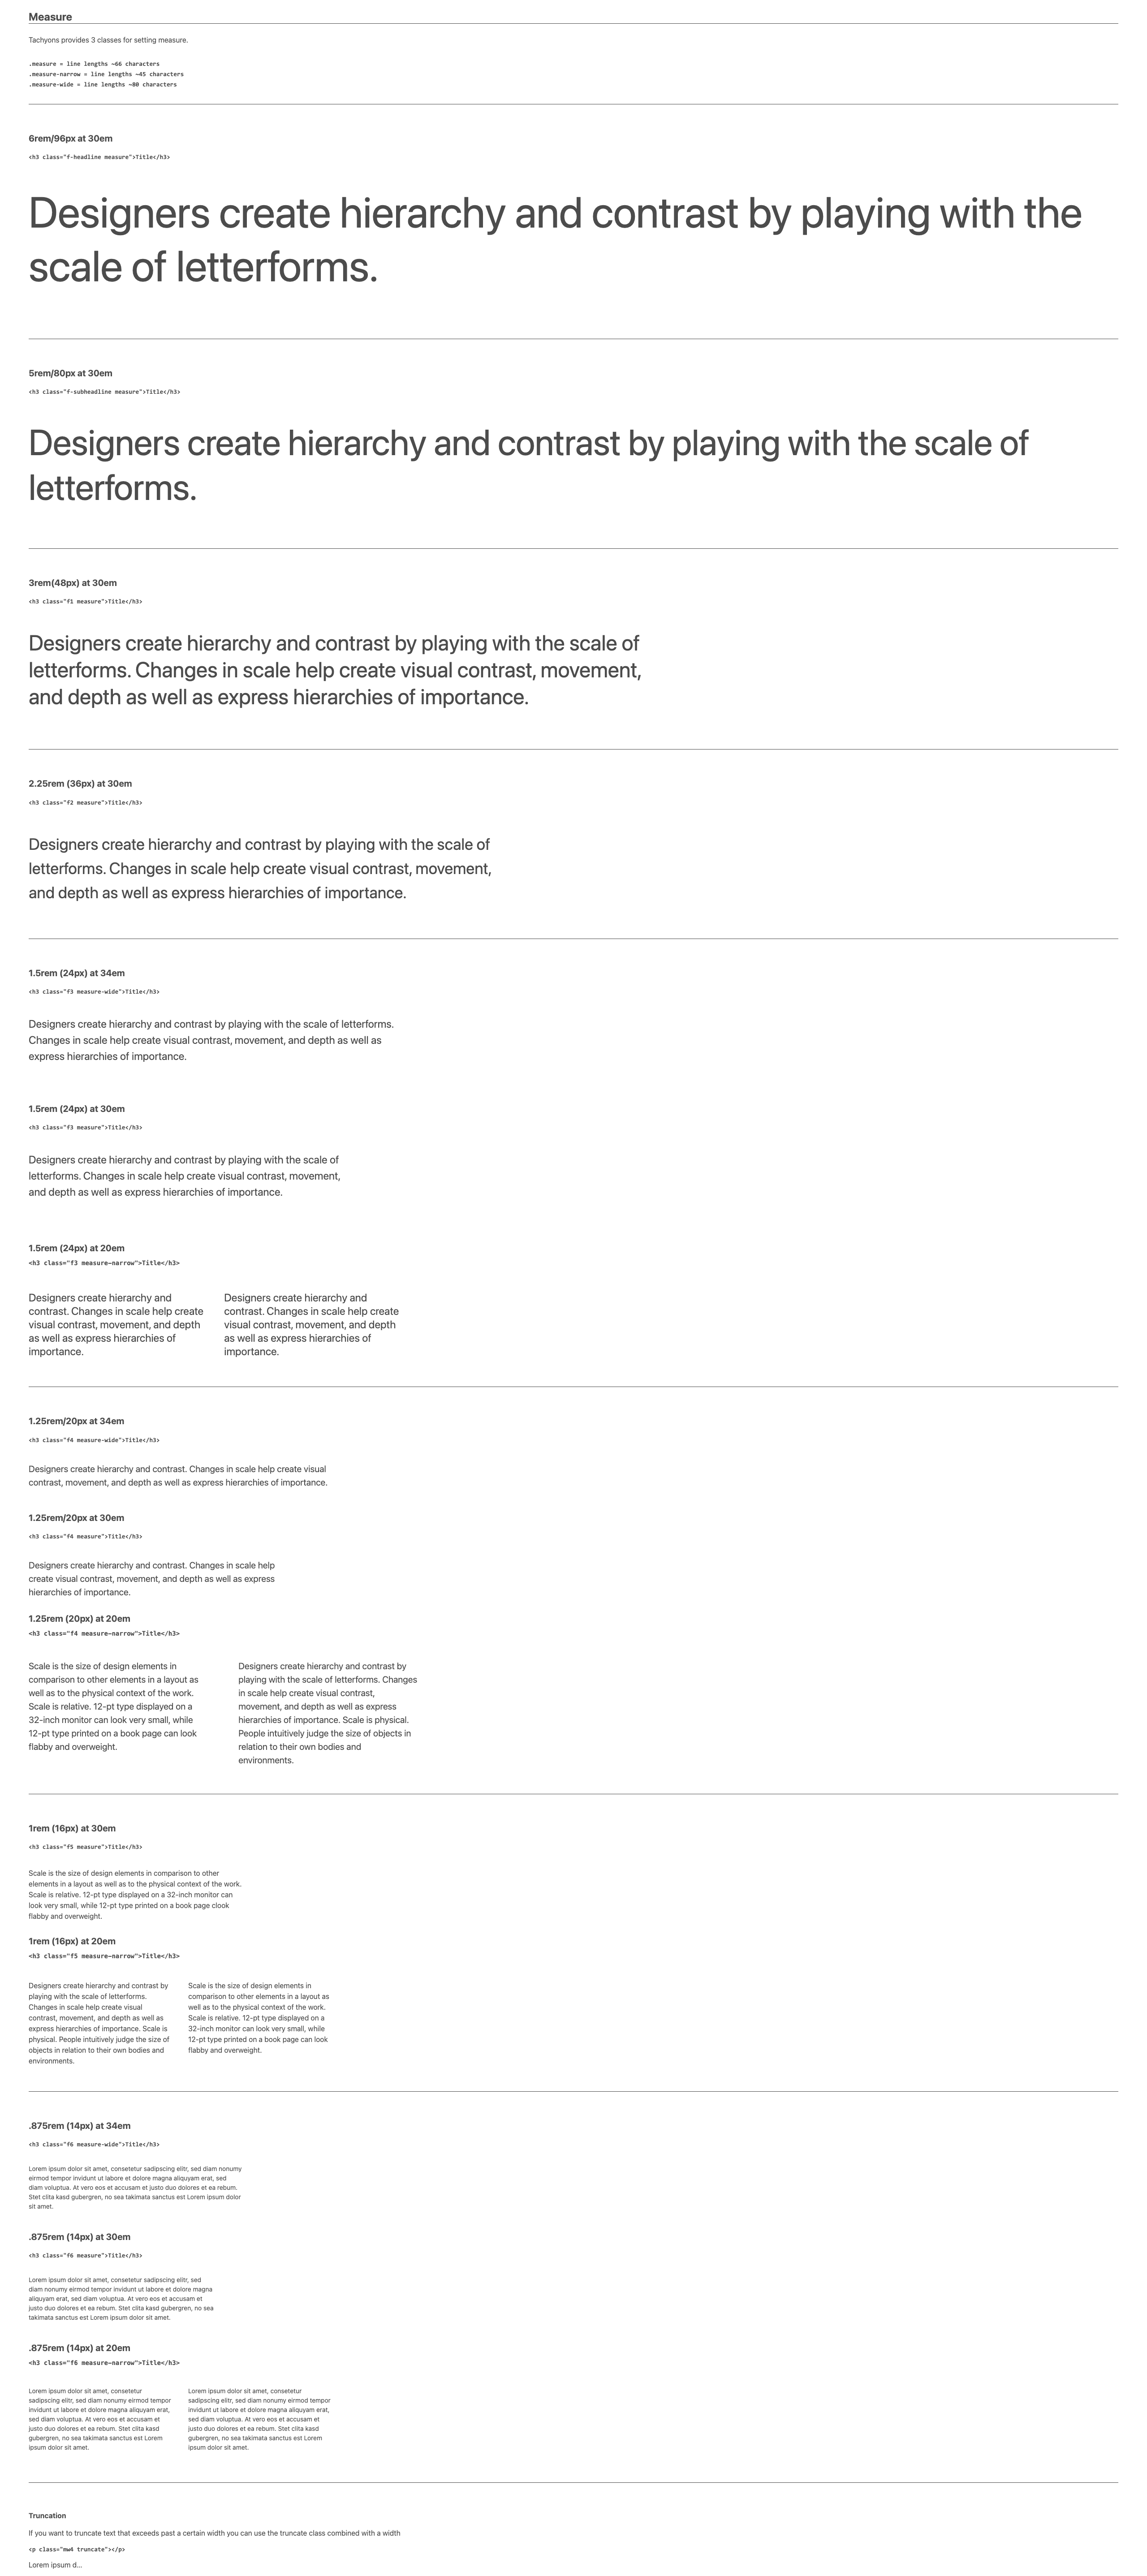 Measure
Tachyons provides 3 classes for setting measure.
.measure = line lengths ~66 characters
.measure-narrow = line lengths ~45 characters
.measure-wide = line lengths ~80 characters
6rem/96px at 30em
<h3 class="f-headline measure">Title</h3>
Designers create hierarchy and contrast by playing with the
scale of letterforms.
5rem/80px at 30em
<h3 class="f-subheadline measure">Title</h3>
Designers create hierarchy and contrast by playing with the scale of
letterforms.
3rem(48px) at 30em
<h3 class="f1 measure">Title</h3>
Designers create hierarchy and contrast by playing with the scale of
letterforms. Changes in scale help create visual contrast, movement,
and depth as well as express hierarchies of importance.
2.25rem (36px) at 30em
<h3 class="f2 measure">Title</h3>
Designers create hierarchy and contrast by playing with the scale of
letterforms. Changes in scale help create visual contrast, movement,
and depth as well as express hierarchies of importance.
1.5rem (24px) at 34em
<h3 class="f3 measure-wide">Title</h3>
Designers create hierarchy and contrast by playing with the scale of letterforms.
Changes in scale help create visual contrast, movement, and depth as well as
express hierarchies of importance.
1.5rem (24px) at 30em
<h3 class="f3 measure">Title</h3>
Designers create hierarchy and contrast by playing with the scale of
letterforms. Changes in scale help create visual contrast, movement,
and depth as well as express hierarchies of importance.
1.5rem (24px) at 20em
<h3 class="f3 measure-narrow">Title</h3>
Designers create hierarchy and
contrast. Changes in scale help create
visual contrast, movement, and depth
as well as express hierarchies of
importance.
Designers create hierarchy and
contrast. Changes in scale help create
visual contrast, movement, and depth
as well as express hierarchies of
importance.
1.25rem/20px at 34em
<h3 class="f4 measure-wide">Title</h3>
Designers create hierarchy and contrast. Changes in scale help create visual
contrast, movement, and depth as well as express hierarchies of importance.
1.25rem/20px at 30em
<h3 class="f4 measure">Title</h3>
Designers create hierarchy and contrast. Changes in scale help
create visual contrast, movement, and depth as well as express
hierarchies of importance.
1.25rem (20px) at 20em
<h3 class="f4 measure-narrow">Title</h3>
Scale is the size of design elements in
comparison to other elements in a layout as
well as to the physical context of the work.
Scale is relative. 12-pt type displayed on a
32-inch monitor can look very small, while
12-pt type printed on a book page can look
flabby and overweight.
Designers create hierarchy and contrast by
playing with the scale of letterforms. Changes
in scale help create visual contrast,
movement, and depth as well as express
hierarchies of importance. Scale is physical.
People intuitively judge the size of objects in
relation to their own bodies and
environments.
1rem (16px) at 30em
<h3 class="f5 measure">Title</h3>
Scale is the size of design elements in comparison to other
elements in a layout as well as to the physical context of the work.
Scale is relative. 12-pt type displayed on a 32-inch monitor can
look very small, while 12-pt type printed on a book page clook
flabby and overweight.
1rem (16px) at 20em
<h3 class="f5 measure-narrow">Title</h3>
Designers create hierarchy and contrast by
playing with the scale of letterforms.
Changes in scale help create visual
contrast, movement, and depth as well as
express hierarchies of importance. Scale is
physical. People intuitively judge the size of
objects in relation to their own bodies and
environments.
Scale is the size of design elements in
comparison to other elements in a layout as
well as to the physical context of the work.
Scale is relative. 12-pt type displayed on a
32-inch monitor can look very small, while
12-pt type printed on a book page can look
flabby and overweight.
.875rem (14px) at 34em
<h3 class="f6 measure-wide">Title</h3>
Lorem ipsum dolor sit amet, consetetur sadipscing elitr, sed diam nonumy
eirmod tempor invidunt ut labore et dolore magna aliquyam erat, sed
diam voluptua. At vero eos et accusam et justo duo dolores et ea rebum.
Stet clita kasd gubergren, no sea takimata sanctus est Lorem ipsum dolor
sit amet.
.875rem (14px) at 30em
<h3 class="f6 measure">Title</h3>
Lorem ipsum dolor sit amet, consetetur sadipscing elitr, sed
diam nonumy eirmod tempor invidunt ut labore et dolore magna
aliquyam erat, sed diam voluptua. At vero eos et accusam et
justo duo dolores et ea rebum. Stet clita kasd gubergren, no sea
takimata sanctus est Lorem ipsum dolor sit amet.
.875rem (14px) at 20em
<h3 class="f6 measure-narrow">Title</h3>
Lorem ipsum dolor sit amet, consetetur
sadipscing elitr, sed diam nonumy eirmod tempor
invidunt ut labore et dolore magna aliquyam erat,
sed diam voluptua. At vero eos et accusam et
justo duo dolores et ea rebum. Stet clita kasd
gubergren, no sea takimata sanctus est Lorem
ipsum dolor sit amet.
Lorem ipsum dolor sit amet, consetetur
sadipscing elitr, sed diam nonumy eirmod tempor
invidunt ut labore et dolore magna aliquyam erat,
sed diam voluptua. At vero eos et accusam et
justo duo dolores et ea rebum. Stet clita kasd
gubergren, no sea takimata sanctus est Lorem
ipsum dolor sit amet.
Truncation
If you want to truncate text that exceeds past a certain width you can use the truncate class combined with a width
<p class="mw4 truncate"></p>
Lorem ipsum d...